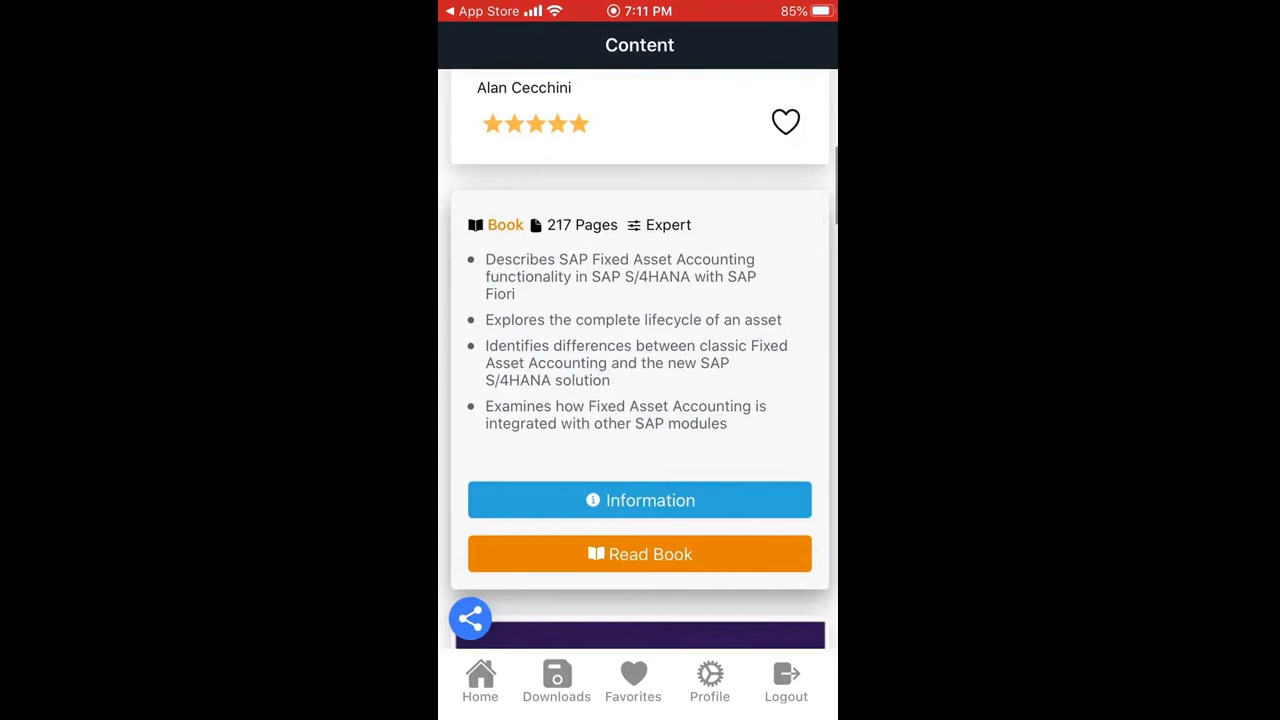 App Store 7:11 PM 85%
Content
Alan Cecchini
Book 217 Pages Expert
Describes SAP Fixed Asset Accounting
functionality in SAP S/4HANA with SAP
Fiori
Explores the complete lifecycle of an asset
Identifies differences between classic Fixed
Asset Accounting and the new SAP
S/4HANA solution
Examines how Fixed Asset Accounting is
integrated with other SAP modules
Information
Read Book
Home Downloads Favorites Profile Logout